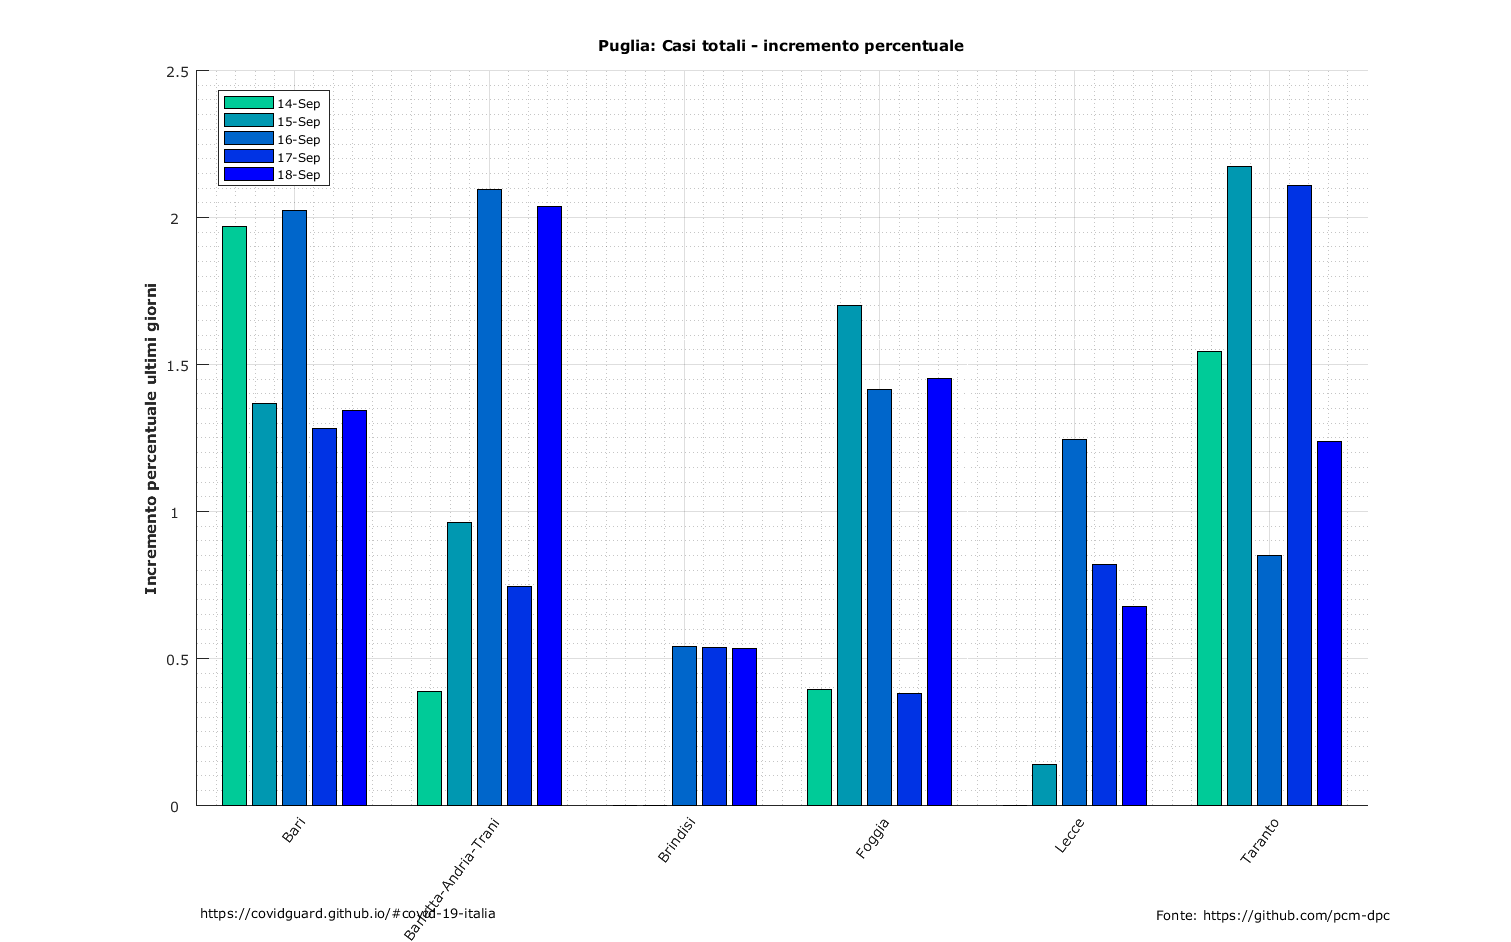 Puglia: Casi totali - incremento percentuale
2.5
2
1.5
1
0.5
0
Incremento percentuale ultimi giorni
14-Sep
15-Sep
16-Sep
17-Sep
18-Sep
Bari
Barletta-Andria-Trani
Brindisi
Foggia
Lecce
Taranto
https://covidguard.github.io/#covid-19-italia
Fonte: https://github.com/pcm-dpc